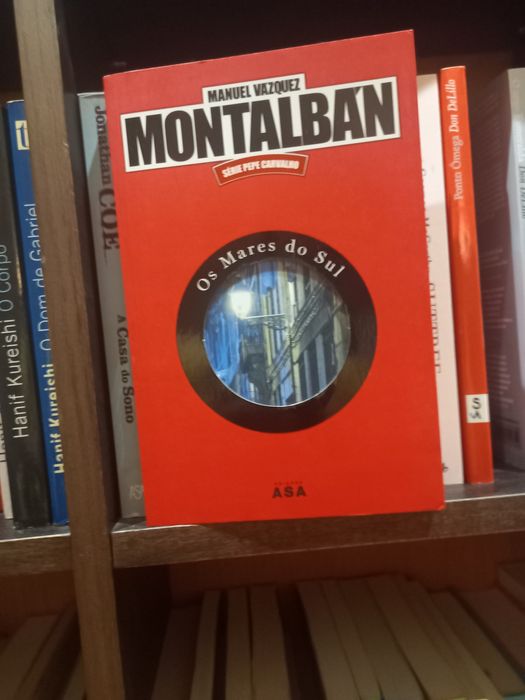 MANUEL VÁZQUEZ
MONTALBÁN
SÉRIE PEPE CARVALHO
Os Mares do Sul
ASA
Hanif Kureishi O Corpo
Hanif Kureishi O Dom de Gabriel
Jonathan
COE
A Casa do Sono
Ponto Ómega Don DeLillo